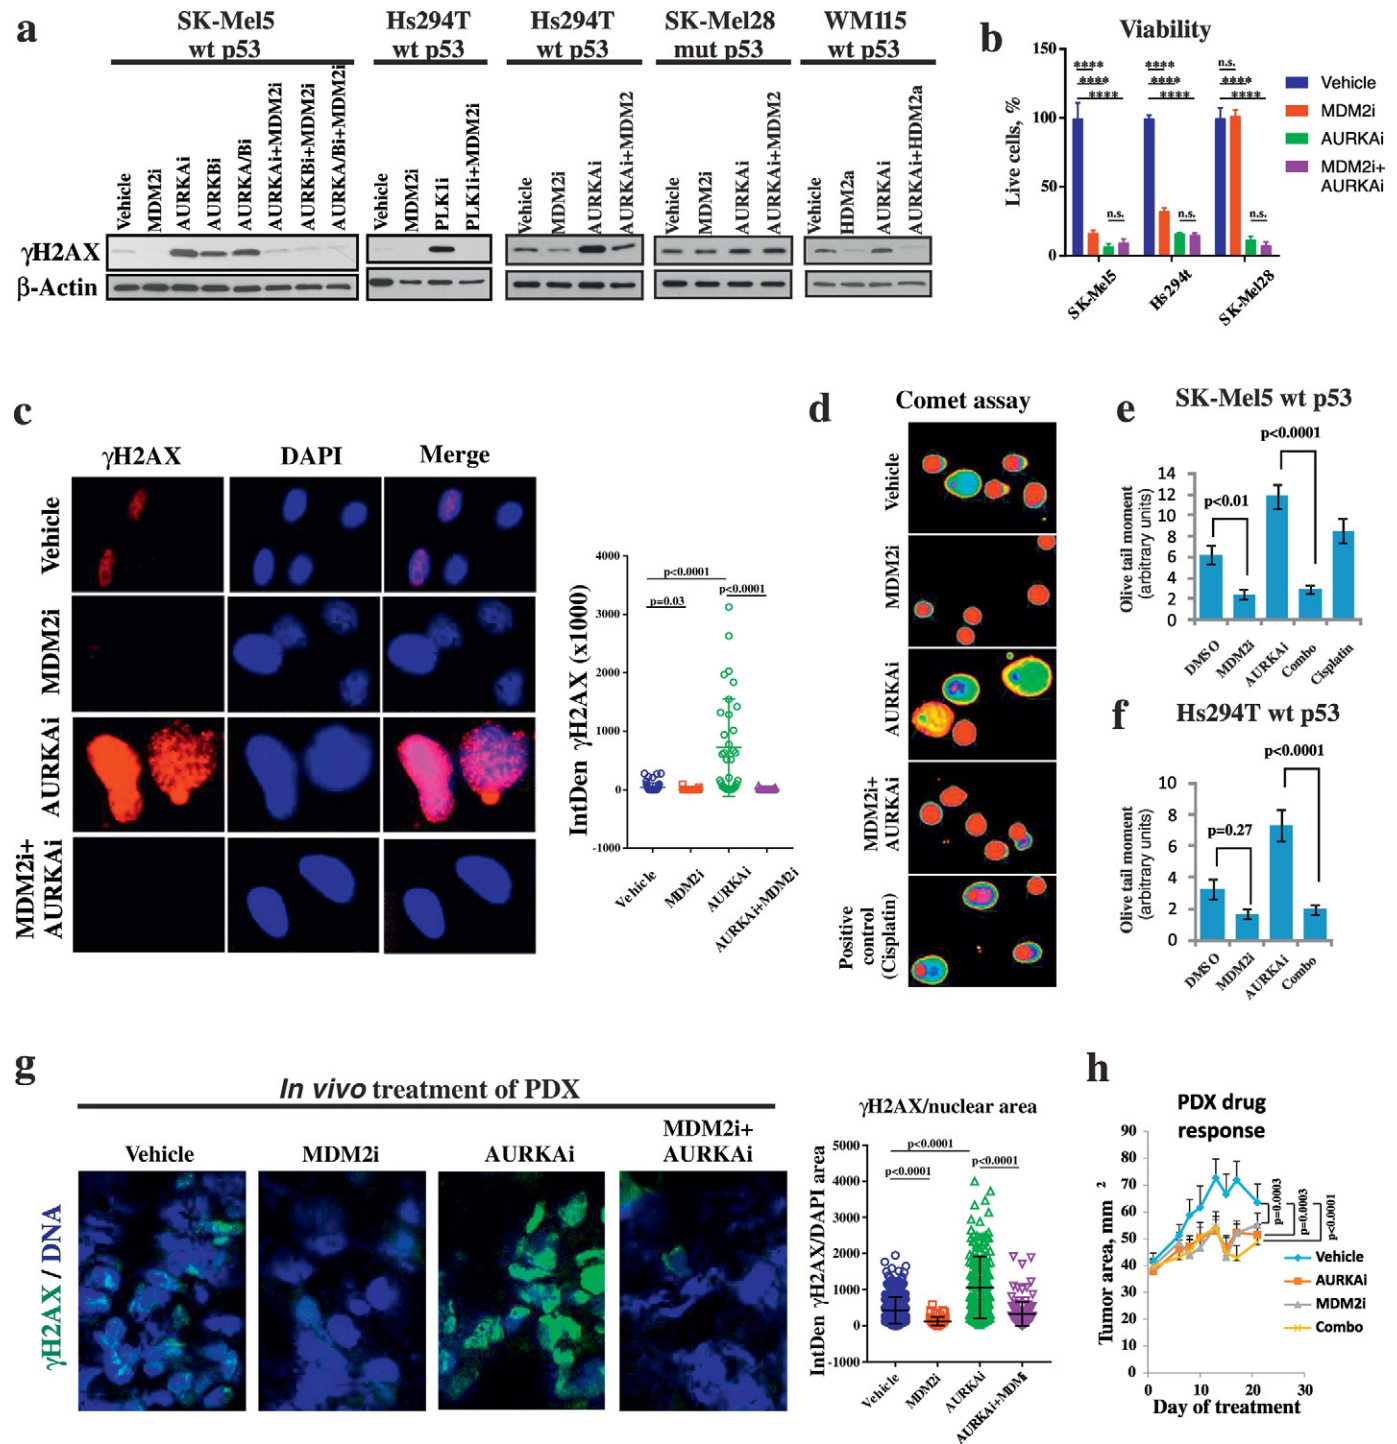 a
SK-Mel5
wt p53
Hs294T
wt p53
Hs294T
wt p53
SK-Mel28
mut p53
WM115
wt p53
Vehicle
MDM2i
AURKAi
AURKBi
AURKA/Bi
AURKAi+MDM2i
AURKBi+MDM2i
AURKA/Bi+MDM2i
Vehicle
MDM2i
PLK1i
PLK1i+MDM2i
Vehicle
MDM2i
AURKAi
AURKAi+MDM2
Vehicle
MDM2i
AURKAi
AURKAi+MDM2
Vehicle
HDM2a
AURKAi
AURKAi+HDM2a
γH2AX
β-Actin
b
Viability
Live cells, %
150
100
50
0
****
****
****
n.s.
****
****
****
n.s.
n.s.
****
****
n.s.
SK-Mel5
Hs294t
SK-Mel28
Vehicle
MDM2i
AURKAi
MDM2i+
AURKAi
c
γH2AX
DAPI
Merge
Vehicle
MDM2i
AURKAi
MDM2i+
AURKAi
IntDen γH2AX (x1000)
4000
3000
2000
1000
0
-1000
p<0.0001
p=0.03
p<0.0001
Vehicle
MDM2i
AURKAi
AURKAi+MDM2i
d
Comet assay
Vehicle
MDM2i
AURKAi
MDM2i+
AURKAi
Positive
control
(Cisplatin)
e
SK-Mel5 wt p53
p<0.0001
p<0.01
Olive tail moment
(arbitrary units)
14
12
10
8
6
4
2
0
DMSO
MDM2i
AURKAi
Combo
Cisplatin
f
Hs294T wt p53
p<0.0001
p=0.27
Olive tail moment
(arbitrary units)
10
8
6
4
2
0
DMSO
MDM2i
AURKAi
Combo
g
In vivo treatment of PDX
Vehicle
MDM2i
AURKAi
MDM2i+
AURKAi
γH2AX / DNA
γH2AX/nuclear area
IntDen γH2AX/DAPI area
5000
4000
3000
2000
1000
0
-1000
p<0.0001
p<0.0001
p<0.0001
Vehicle
MDM2i
AURKAi
AURKAi+MDMi
h
PDX drug
response
Tumor area, mm 2
90
80
70
60
50
40
30
20
10
0
0
10
20
30
Day of treatment
p=0.0003
p=0.0003
p<0.0001
Vehicle
AURKAi
MDM2i
Combo